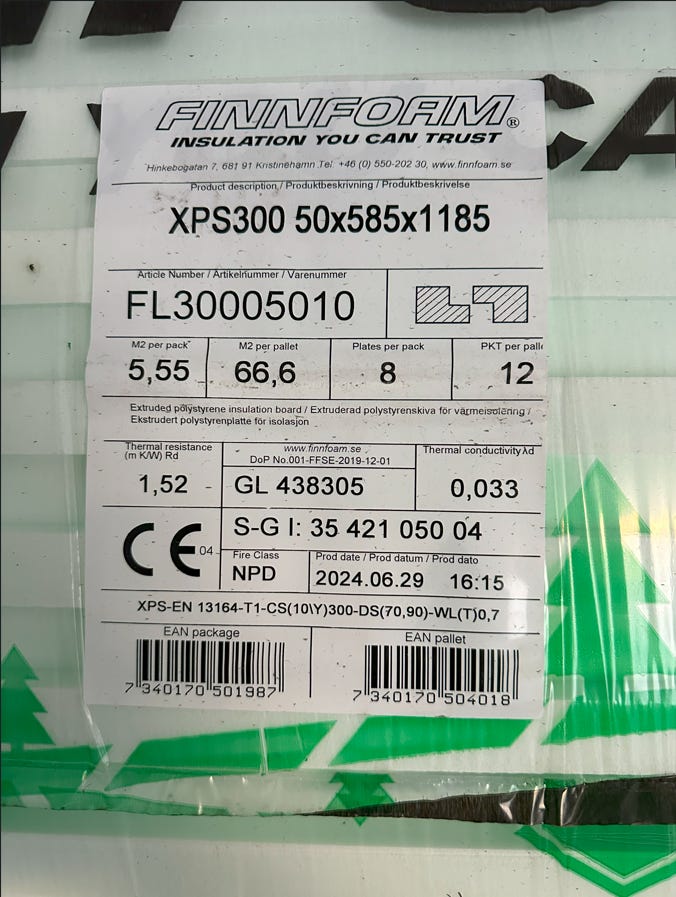 FINNFOAM®
INSULATION YOU CAN TRUST
Hinkebogatan 7, 681 91 Kristinehamn Tel: +46 (0) 550-202 30, www.finnfoam.se
Product description / Produktbeskrivning / Produktbeskrivelse
XPS300 50x585x1185
Article Number / Artikelnummer / Varenummer
FL30005010
M2 per pack
M2 per pallet
Plates per pack
PKT per palle
5,55
66,6
8
12
Extruded polystyrene insulation board / Extruderad polystyrenskiva för värmeisolering /
Ekstrudert polystyrenplatte for isolasjon
Thermal resistance
(m K/W) Rd
1,52
www.finnfoam.se
DoP No.001-FFSE-2019-12-01
GL 438305
Thermal conductivity λd
0,033
CE 04
S-G I: 35 421 050 04
Fire Class
NPD
Prod date / Prod datum / Prod dato
2024.06.29 16:15
XPS-EN 13164-T1-CS(10\Y)300-DS(70,90)-WL(T)0,7
EAN package
7 340170 501987
EAN pallet
7 340170 504018